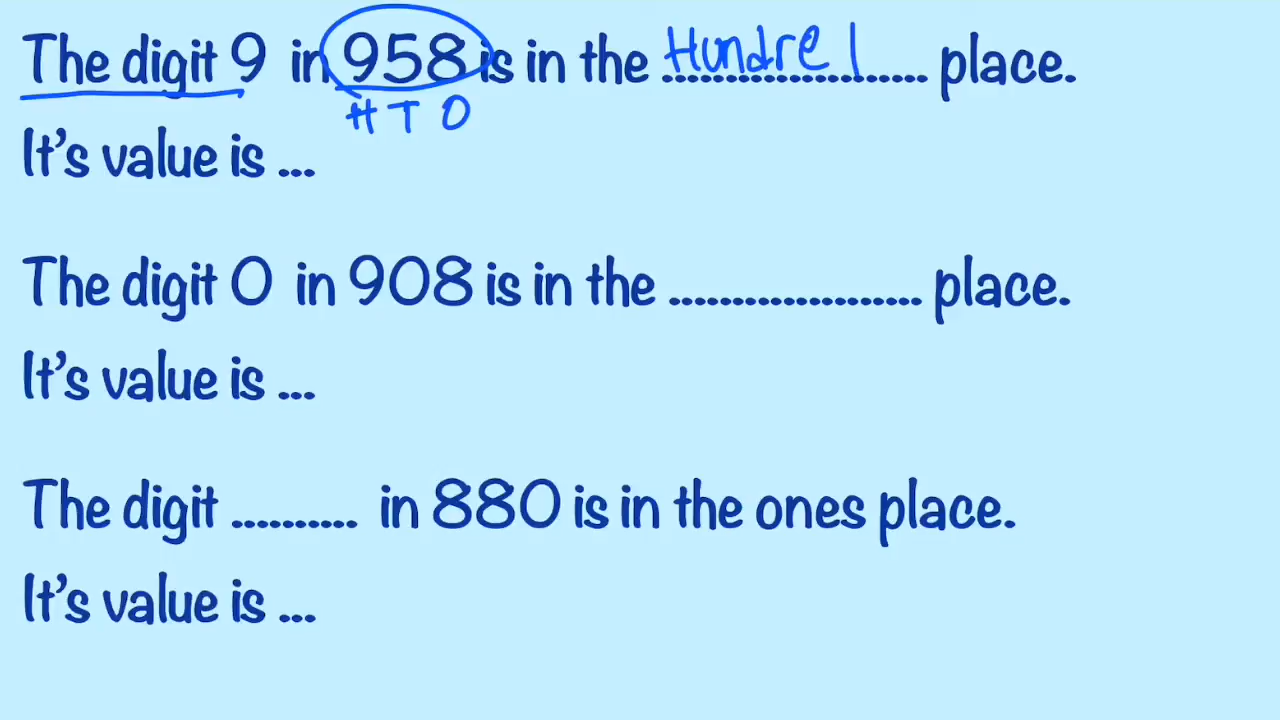 The digit 9 in 958 is in the Hundre l .................... place.
H T O
It's value is ...
The digit 0 in 908 is in the .................... place.
It's value is ...
The digit .......... in 880 is in the ones place.
It's value is ...